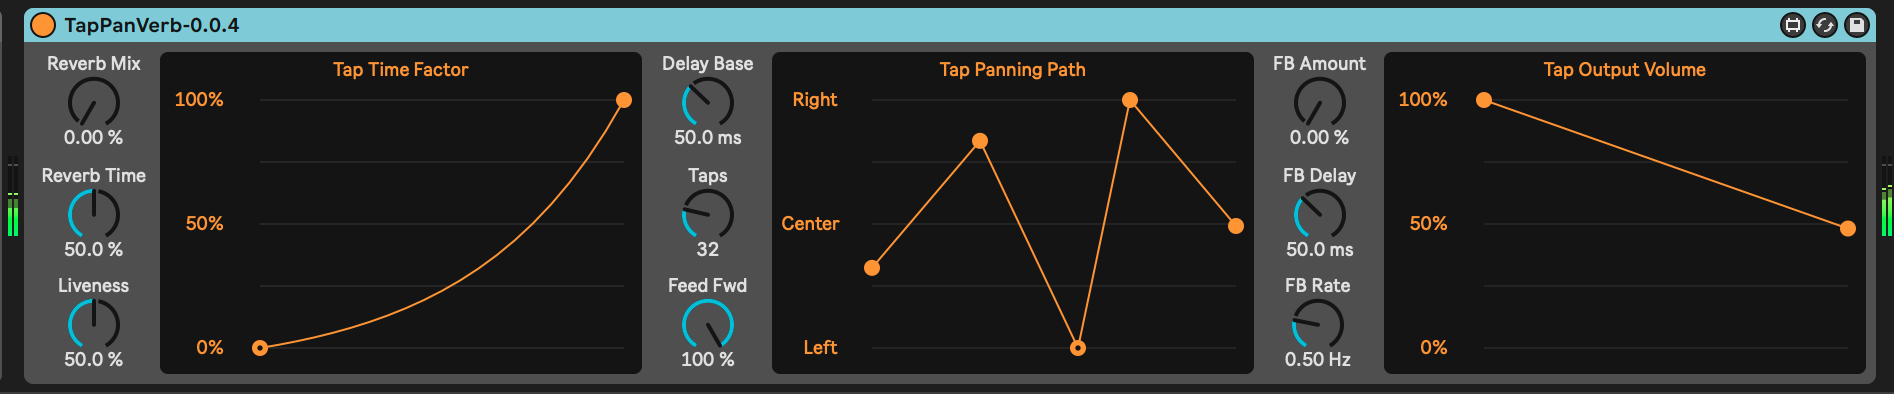 TapPanVerb-0.0.4
Reverb Mix
0.00 %
Reverb Time
50.0 %
Liveness
50.0 %
Tap Time Factor
100%
50%
0%
Delay Base
50.0 ms
Taps
32
Feed Fwd
100 %
Tap Panning Path
Right
Center
Left
FB Amount
0.00 %
FB Delay
50.0 ms
FB Rate
0.50 Hz
Tap Output Volume
100%
50%
0%